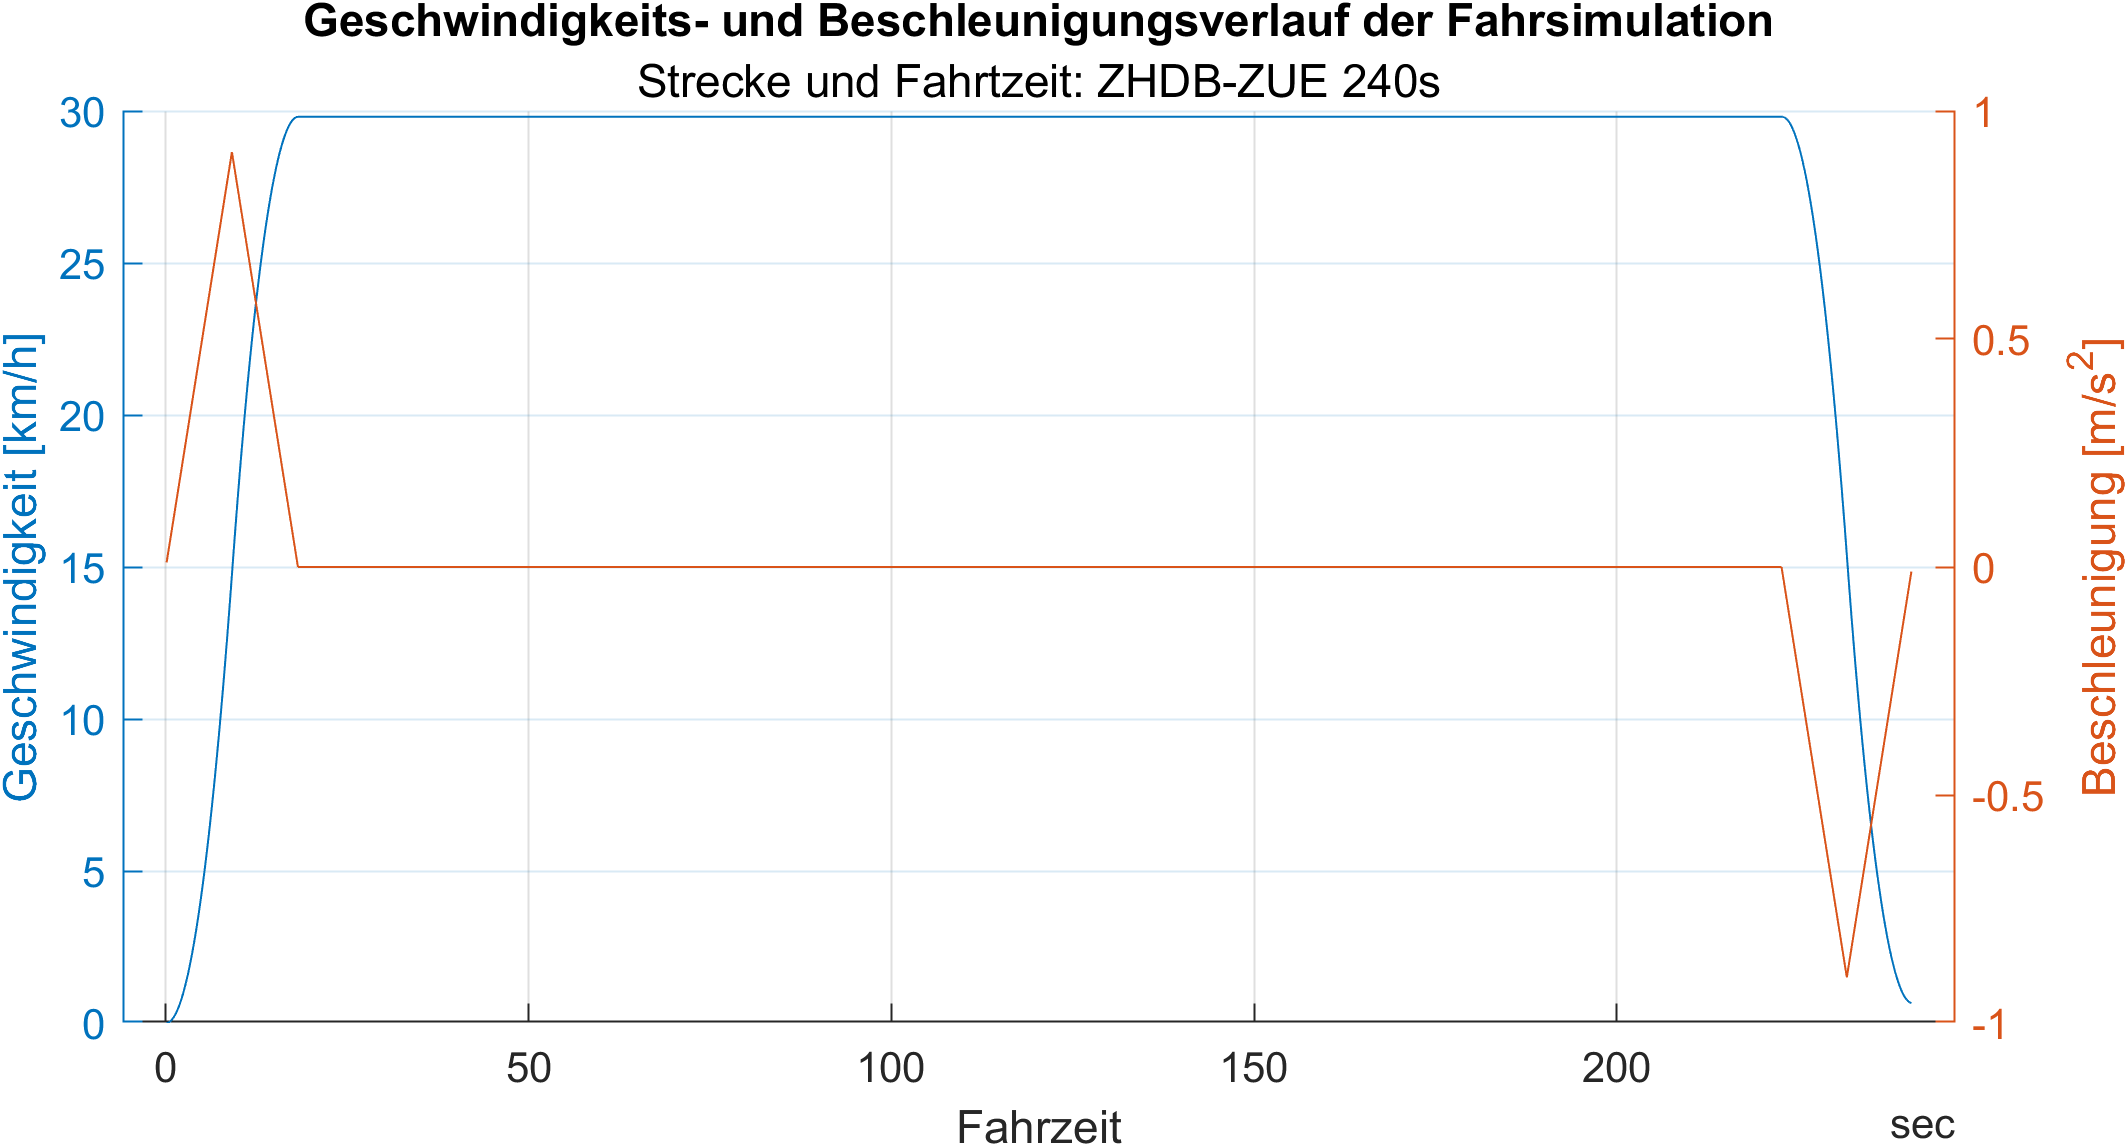 Geschwindigkeits- und Beschleunigungsverlauf der Fahrsimulation
Strecke und Fahrtzeit: ZHDB-ZUE 240s
Geschwindigkeit [km/h]
30
25
20
15
10
5
0
0 50 100 150 200
Fahrzeit
sec
1
0.5
0
-0.5
-1
Beschleunigung [m/s²]